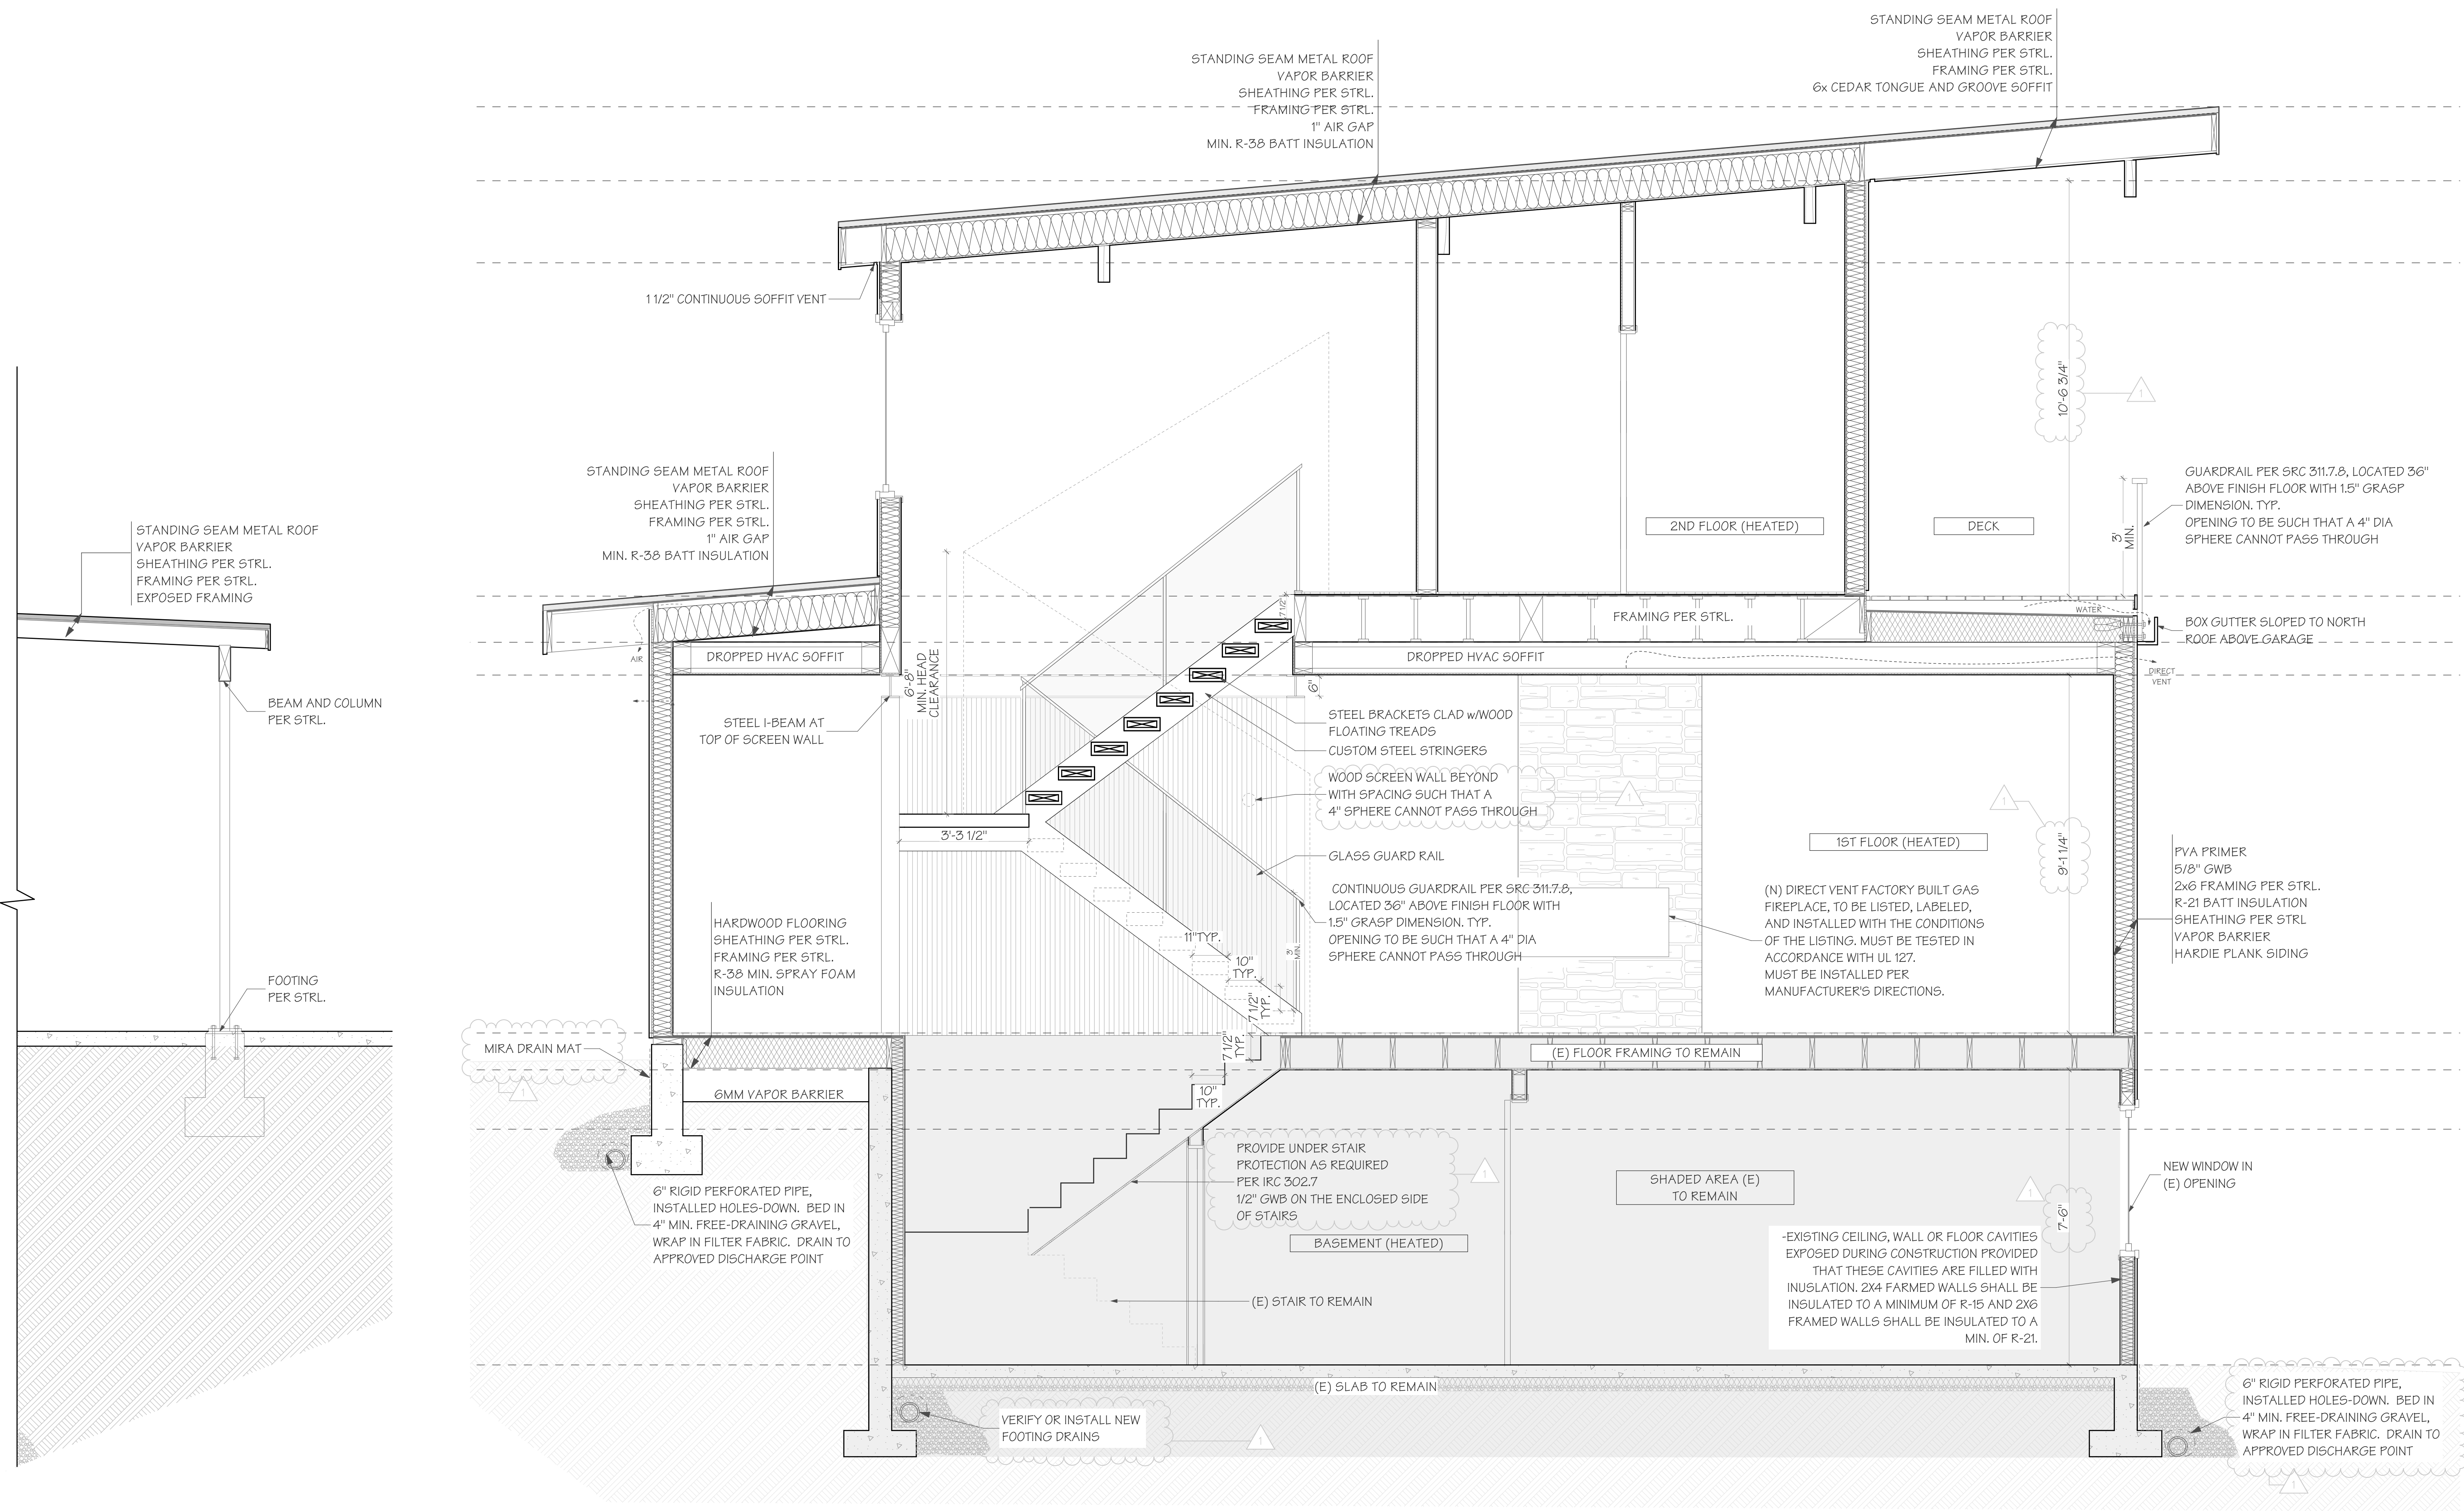 STANDING SEAM METAL ROOF
VAPOR BARRIER
SHEATHING PER STRL.
FRAMING PER STRL.
6x CEDAR TONGUE AND GROOVE SOFFIT
STANDING SEAM METAL ROOF
VAPOR BARRIER
SHEATHING PER STRL.
FRAMING PER STRL.
1" AIR GAP
MIN. R-38 BATT INSULATION
1 1/2" CONTINUOUS SOFFIT VENT
10'-6 3/4"
1
STANDING SEAM METAL ROOF
VAPOR BARRIER
SHEATHING PER STRL.
FRAMING PER STRL.
1" AIR GAP
MIN. R-38 BATT INSULATION
STANDING SEAM METAL ROOF
VAPOR BARRIER
SHEATHING PER STRL.
FRAMING PER STRL.
EXPOSED FRAMING
2ND FLOOR (HEATED)
DECK
3'
MIN.
GUARDRAIL PER SRC 311.7.8, LOCATED 36"
ABOVE FINISH FLOOR WITH 1.5" GRASP
DIMENSION. TYP.
OPENING TO BE SUCH THAT A 4" DIA
SPHERE CANNOT PASS THROUGH
7 1/2"
FRAMING PER STRL.
WATER
BOX GUTTER SLOPED TO NORTH
ROOF ABOVE GARAGE
AIR
DROPPED HVAC SOFFIT
DROPPED HVAC SOFFIT
DIRECT
VENT
6'-8"
MIN. HEAD
CLEARANCE
6"
BEAM AND COLUMN
PER STRL.
STEEL I-BEAM AT
TOP OF SCREEN WALL
STEEL BRACKETS CLAD w/WOOD
FLOATING TREADS
CUSTOM STEEL STRINGERS
WOOD SCREEN WALL BEYOND
WITH SPACING SUCH THAT A
4" SPHERE CANNOT PASS THROUGH
1
1
3'-3 1/2"
1ST FLOOR (HEATED)
9'-1 1/4"
GLASS GUARD RAIL
CONTINUOUS GUARDRAIL PER SRC 311.7.8,
LOCATED 36" ABOVE FINISH FLOOR WITH
1.5" GRASP DIMENSION. TYP.
OPENING TO BE SUCH THAT A 4" DIA
SPHERE CANNOT PASS THROUGH
(N) DIRECT VENT FACTORY BUILT GAS
FIREPLACE, TO BE LISTED, LABELED,
AND INSTALLED WITH THE CONDITIONS
OF THE LISTING. MUST BE TESTED IN
ACCORDANCE WITH UL 127.
MUST BE INSTALLED PER
MANUFACTURER'S DIRECTIONS.
PVA PRIMER
5/8" GWB
2x6 FRAMING PER STRL.
R-21 BATT INSULATION
SHEATHING PER STRL
VAPOR BARRIER
HARDIE PLANK SIDING
HARDWOOD FLOORING
SHEATHING PER STRL.
FRAMING PER STRL.
R-38 MIN. SPRAY FOAM
INSULATION
11"TYP.
10"
TYP.
3'
MIN.
7 1/2"
TYP.
FOOTING
PER STRL.
7 1/2"
TYP.
MIRA DRAIN MAT
1
(E) FLOOR FRAMING TO REMAIN
6MM VAPOR BARRIER
10"
TYP.
PROVIDE UNDER STAIR
PROTECTION AS REQUIRED
PER IRC 302.7
1/2" GWB ON THE ENCLOSED SIDE
OF STAIRS
1
SHADED AREA (E)
TO REMAIN
1
7'-6"
NEW WINDOW IN
(E) OPENING
6" RIGID PERFORATED PIPE,
INSTALLED HOLES-DOWN. BED IN
4" MIN. FREE-DRAINING GRAVEL,
WRAP IN FILTER FABRIC. DRAIN TO
APPROVED DISCHARGE POINT
BASEMENT (HEATED)
-EXISTING CEILING, WALL OR FLOOR CAVITIES
EXPOSED DURING CONSTRUCTION PROVIDED
THAT THESE CAVITIES ARE FILLED WITH
INUSLATION. 2X4 FARMED WALLS SHALL BE
INSULATED TO A MINIMUM OF R-15 AND 2X6
FRAMED WALLS SHALL BE INSULATED TO A
MIN. OF R-21.
(E) STAIR TO REMAIN
(E) SLAB TO REMAIN
VERIFY OR INSTALL NEW
FOOTING DRAINS
1
6" RIGID PERFORATED PIPE,
INSTALLED HOLES-DOWN. BED IN
4" MIN. FREE-DRAINING GRAVEL,
WRAP IN FILTER FABRIC. DRAIN TO
APPROVED DISCHARGE POINT
1